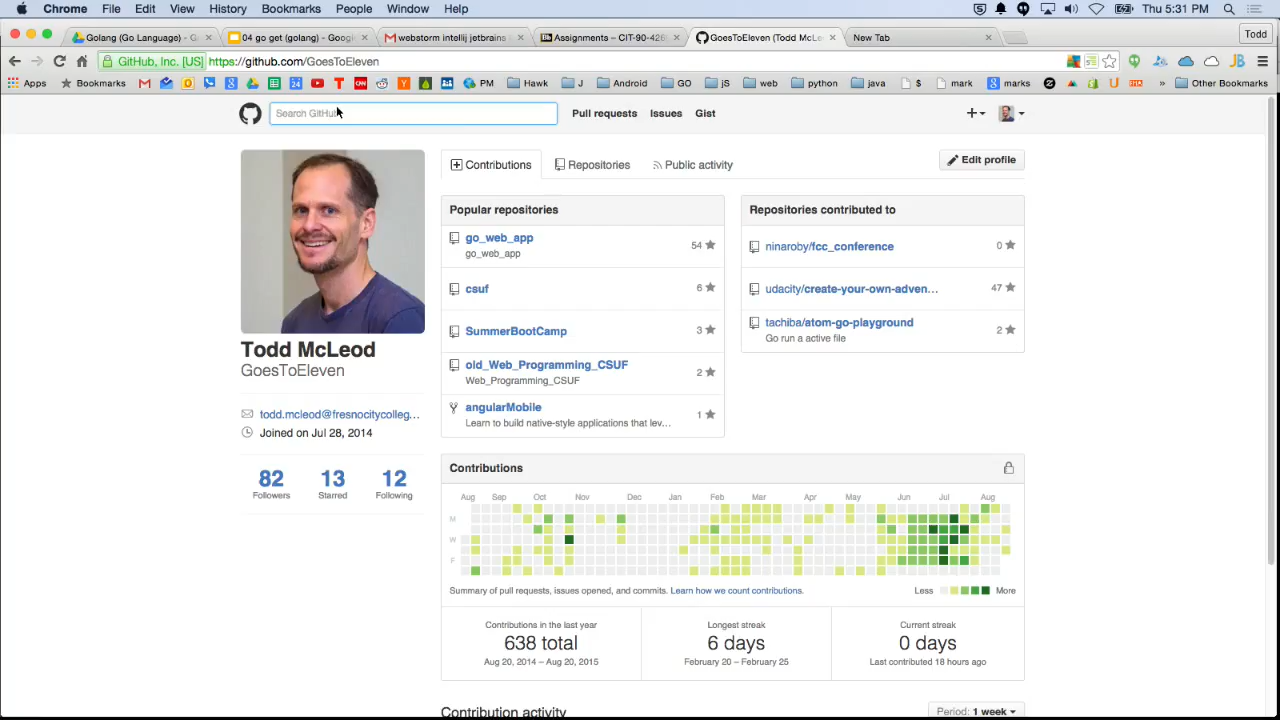 Chrome File Edit View History Bookmarks People Window Help Thu 5:31 PM
Golang (Go Language) - G 04 go get (golang) - Goog webstorm intellij jetbrains Assignments – CIT-90-428 GoesToEleven (Todd McLe New Tab Todd
GitHub, Inc. [US] https://github.com/GoesToEleven
Apps Bookmarks PM Hawk J Android GO jS web python java $ marks marks Other Bookmarks
Search GitHub Pull requests Issues Gist
Contributions Repositories Public activity Edit profile
Popular repositories
go_web_app 54
go_web_app
csuf 6
SummerBootCamp 3
old_Web_Programming_CSUF 2
Web_Programming_CSUF
angularMobile 1
Learn to build native-style applications that lev…
Repositories contributed to
ninaroby/fcc_conference 0
udacity/create-your-own-adven… 47
tachiba/atom-go-playground 2
Go run a active file
Todd McLeod
GoesToEleven
todd.mcleod@fresnocitycolleg...
Joined on Jul 28, 2014
82 13 12
Followers Starred Following
Contributions
Aug Sep Oct Nov Dec Jan Feb Mar Apr May Jun Jul Aug
M
W
F
Summary of pull requests, issues opened, and commits. Learn how we count contributions. Less More
Contributions in the last year
638 total
Aug 20, 2014 – Aug 20, 2015
Longest streak
6 days
February 20 – February 25
Current streak
0 days
Last contributed 18 hours ago
Contribution activity Period: 1 week